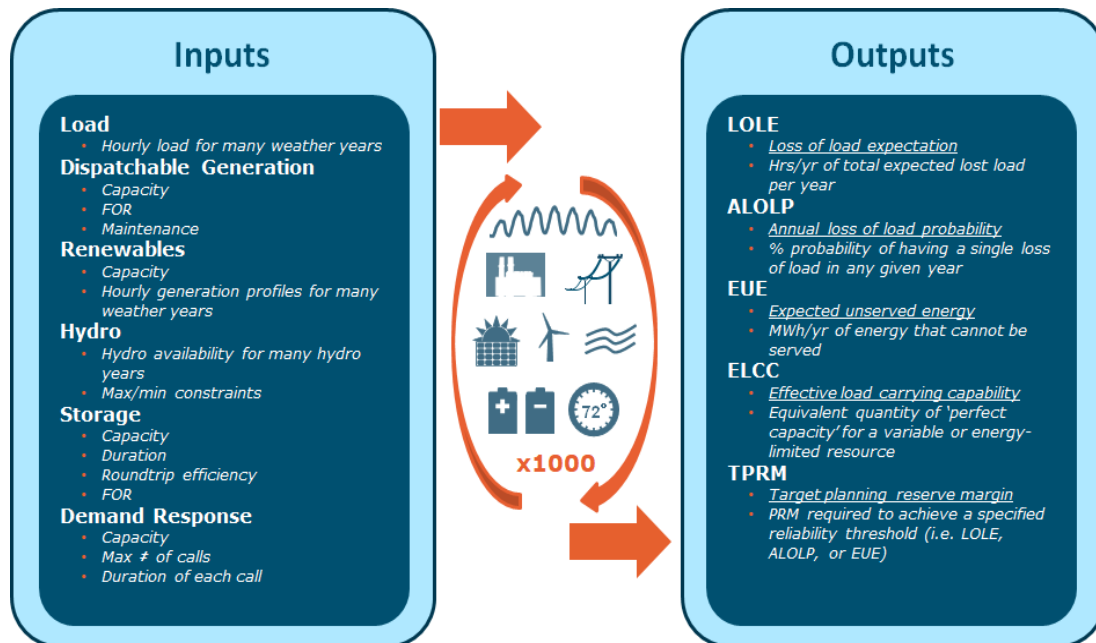 Inputs
Load
• Hourly load for many weather years
Dispatchable Generation
• Capacity
• FOR
• Maintenance
Renewables
• Capacity
• Hourly generation profiles for many
weather years
Hydro
• Hydro availability for many hydro
years
• Max/min constraints
Storage
• Capacity
• Duration
• Roundtrip efficiency
• FOR
Demand Response
• Capacity
• Max # of calls
• Duration of each call
+ −
72°
x1000
Outputs
LOLE
• Loss of load expectation
• Hrs/yr of total expected lost load
per year
ALOLP
• Annual loss of load probability
• % probability of having a single loss
of load in any given year
EUE
• Expected unserved energy
• MWh/yr of energy that cannot be
served
ELCC
• Effective load carrying capability
• Equivalent quantity of ‘perfect
capacity’ for a variable or energy-
limited resource
TPRM
• Target planning reserve margin
• PRM required to achieve a specified
reliability threshold (i.e. LOLE,
ALOLP, or EUE)